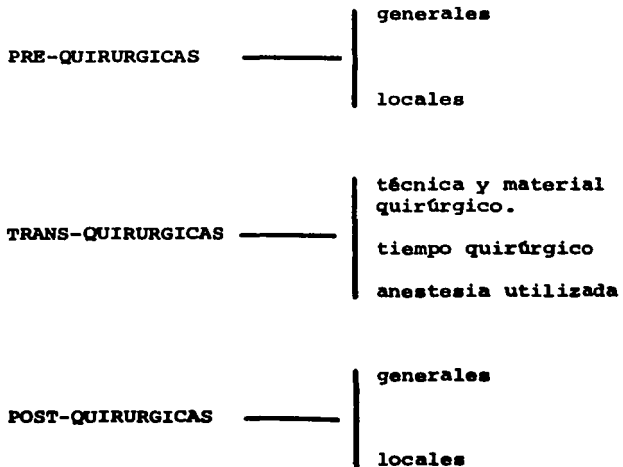 generales
PRE-QUIRURGICAS
locales
técnica y material
quirúrgico.
TRANS-QUIRURGICAS
tiempo quirúrgico
anestesia utilizada
generales
POST-QUIRURGICAS
locales